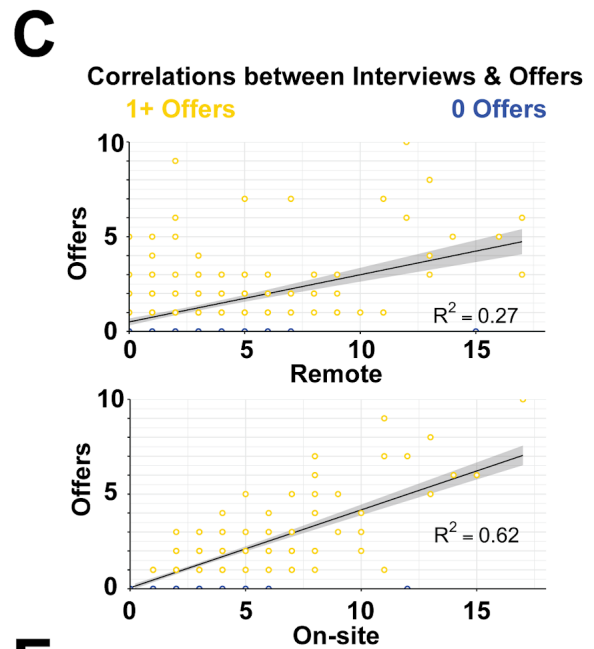 C
Correlations between Interviews & Offers
1+ Offers 0 Offers
10
5
0
Offers
R² = 0.27
0 5 10 15
Remote
10
5
0
Offers
R² = 0.62
0 5 10 15
On-site